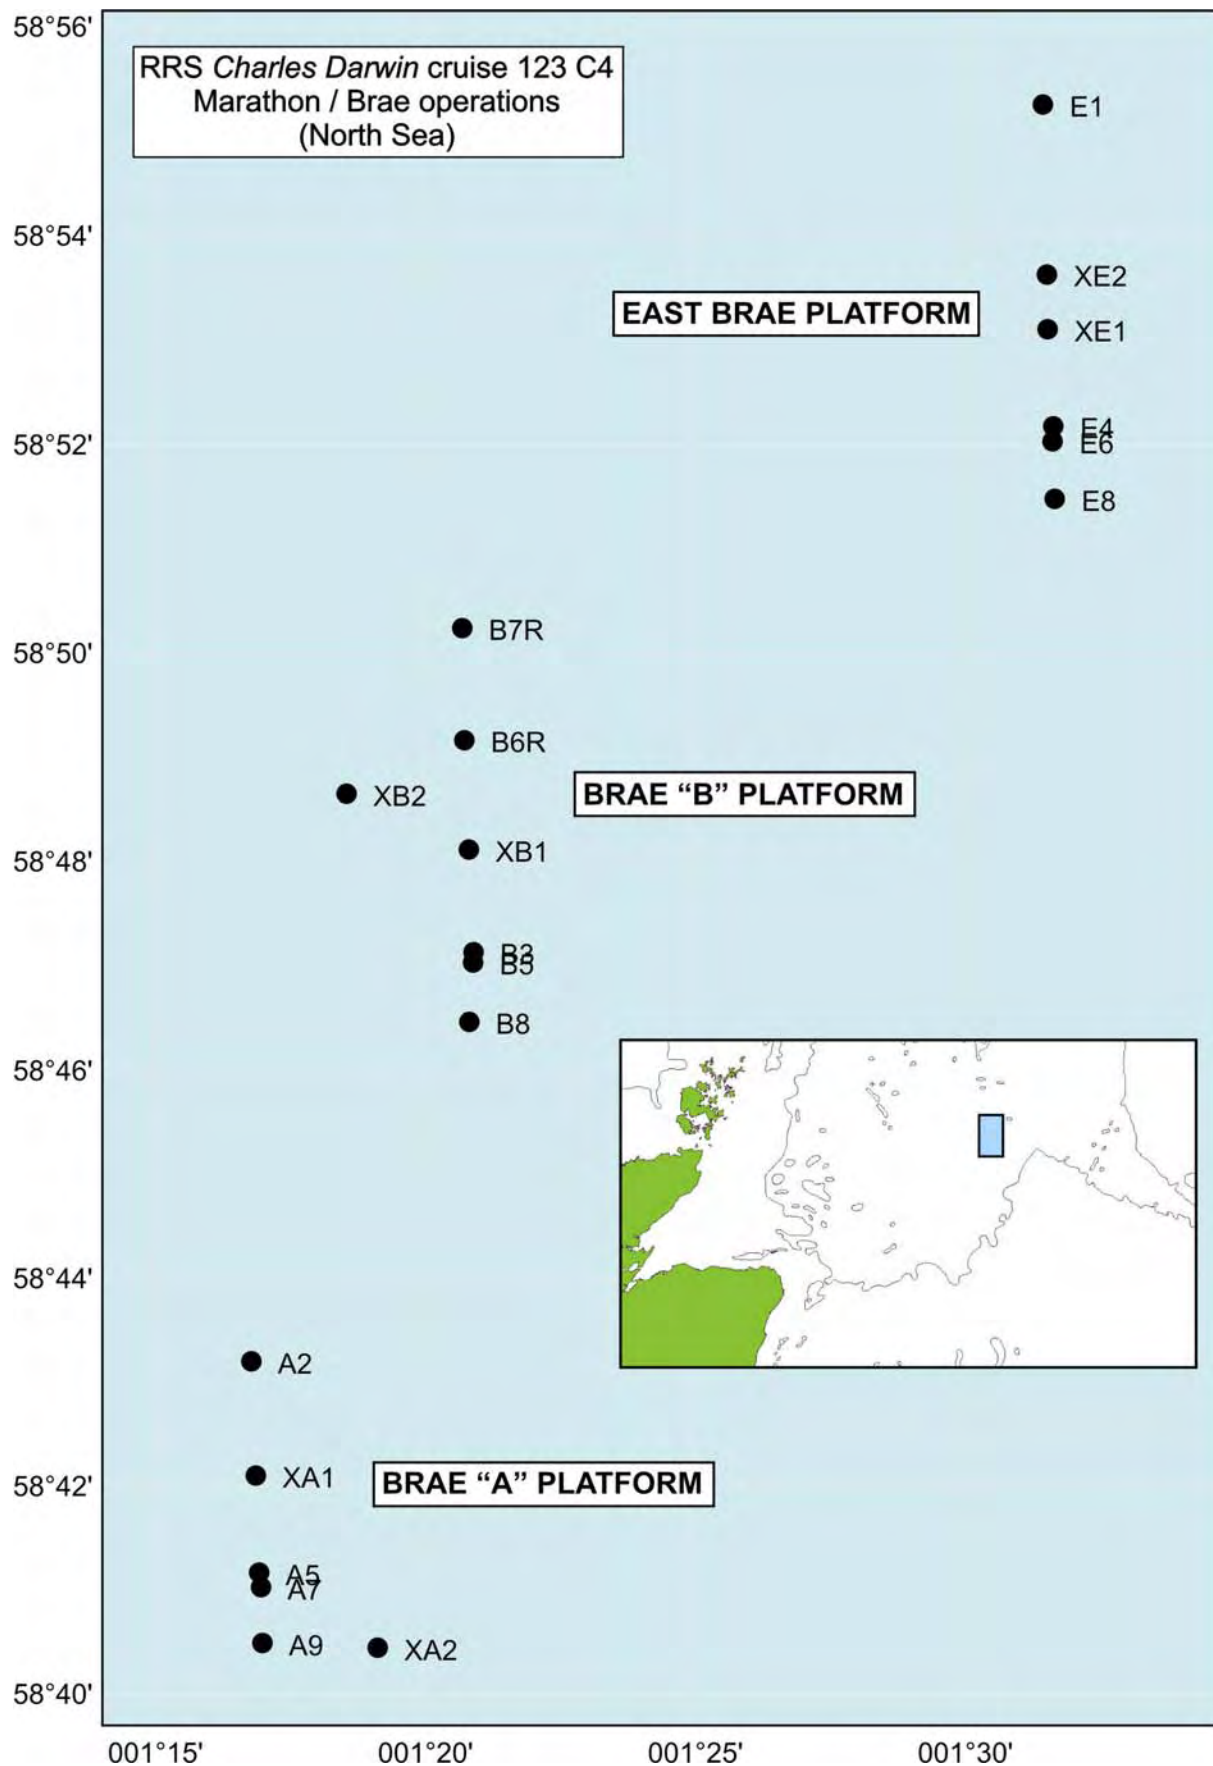 58°56'
RRS Charles Darwin cruise 123 C4
Marathon / Brae operations
(North Sea)
E1
58°54'
XE2
EAST BRAE PLATFORM
XE1
E4
58°52'
E6
E8
B7R
58°50'
B6R
XB2
BRAE “B” PLATFORM
XB1
58°48'
B3
B5
B8
58°46'
58°44'
A2
XA1
BRAE “A” PLATFORM
58°42'
A5
A7
A9
XA2
58°40'
001°15'
001°20'
001°25'
001°30'